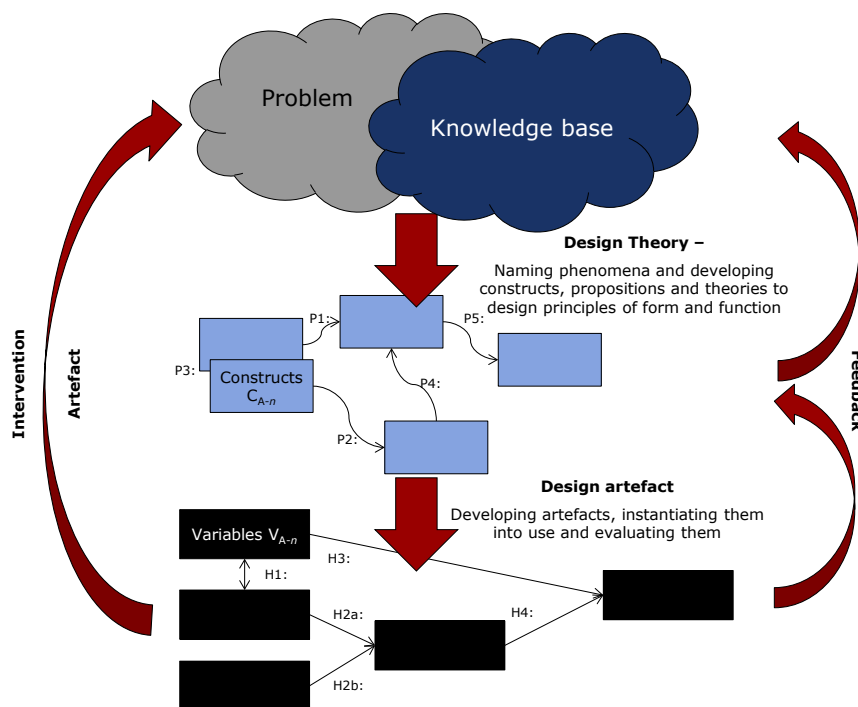 Problem
Knowledge base
Design Theory –
Naming phenomena and developing
constructs, propositions and theories to
design principles of form and function
P1:
P5:
P3:
Constructs
C_A-n
P4:
P2:
Intervention
Artefact
Feedback
Design artefact
Developing artefacts, instantiating them
into use and evaluating them
Variables V_A-n
H3:
H1:
H2a:
H4:
H2b: